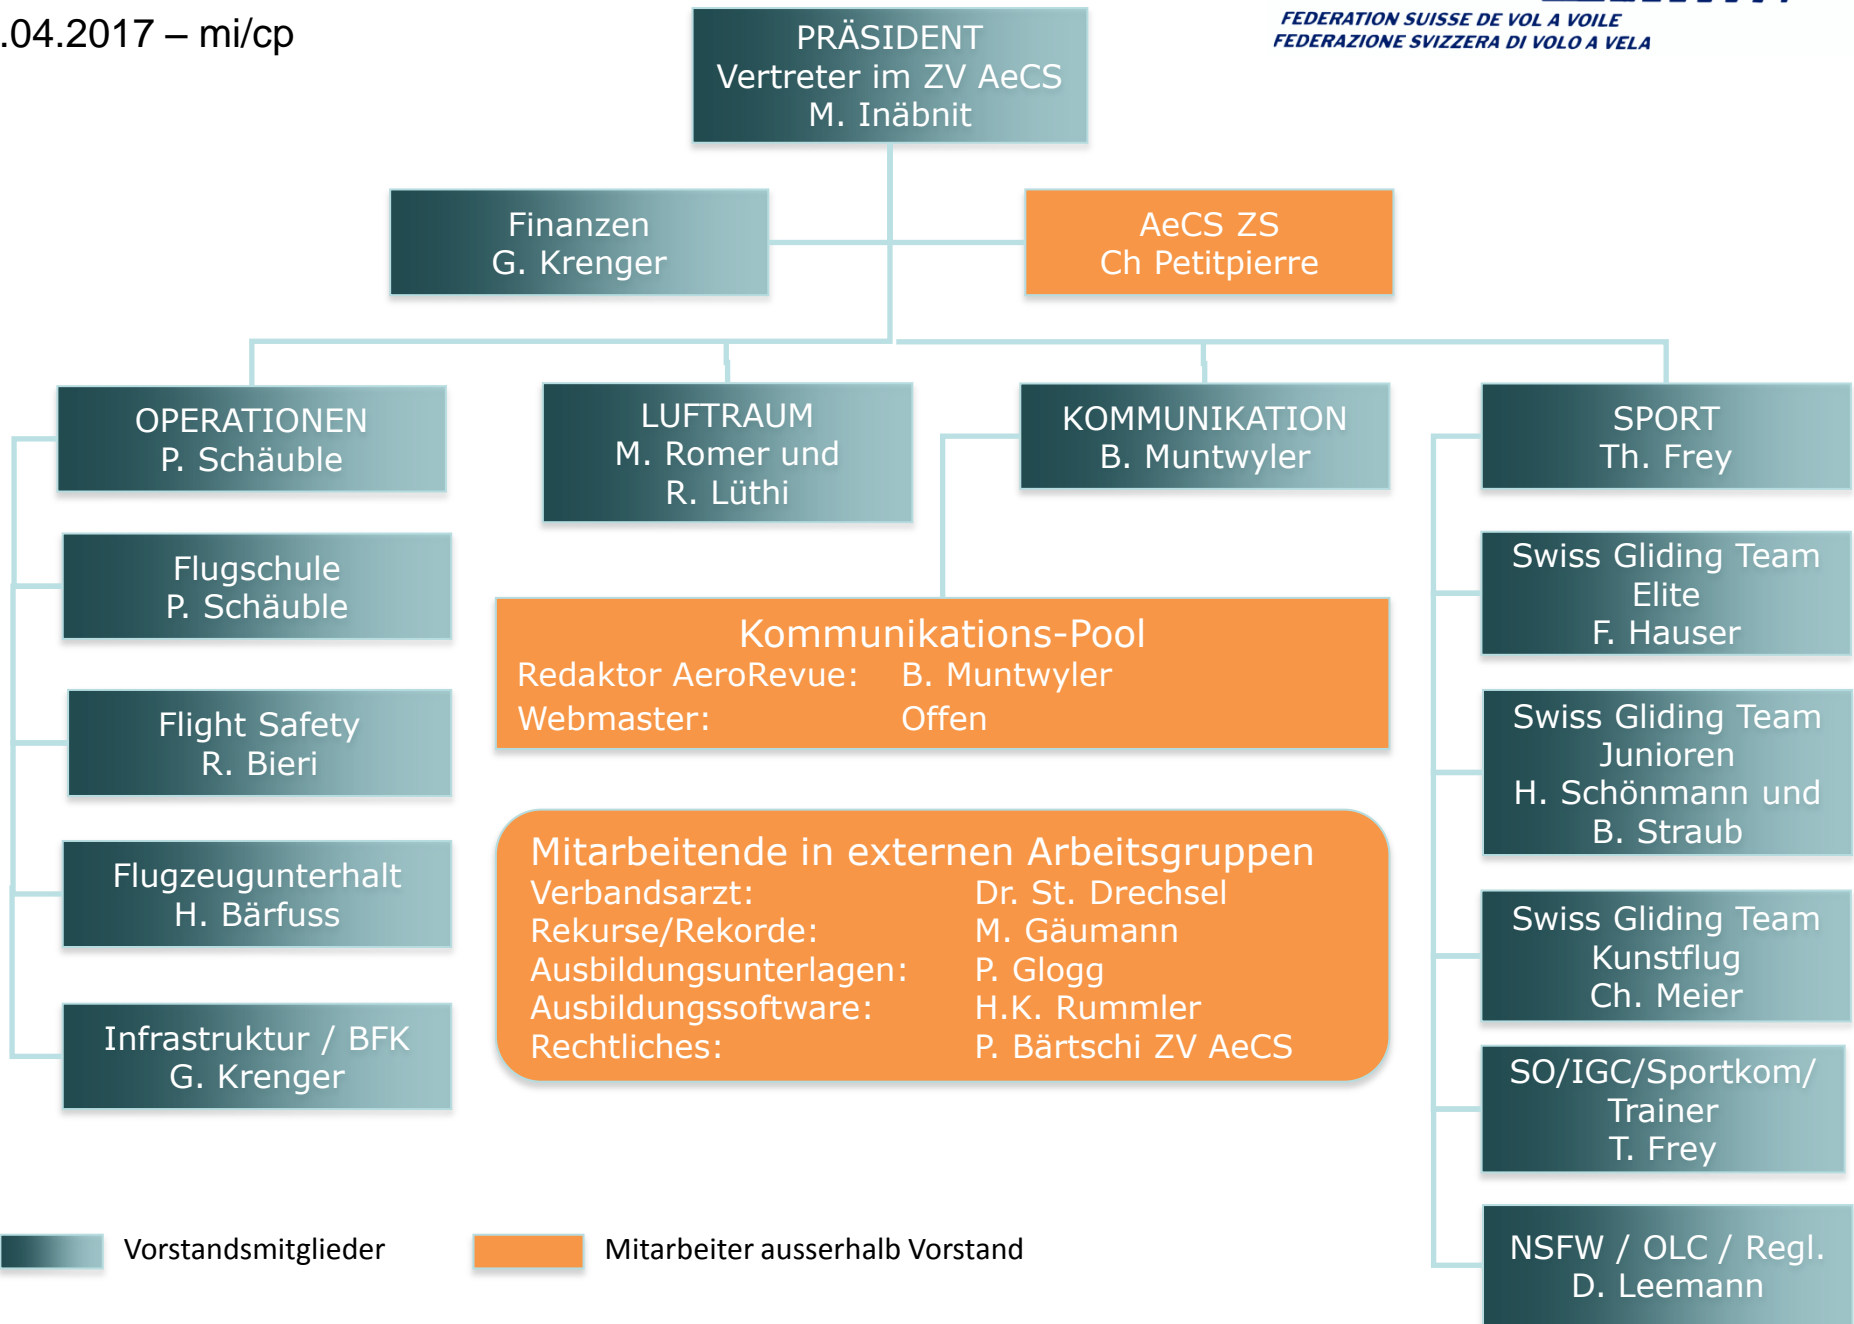 .04.2017 – mi/cp
FEDERATION SUISSE DE VOL A VOILE
FEDERAZIONE SVIZZERA DI VOLO A VELA
PRÄSIDENT
Vertreter im ZV AeCS
M. Inäbnit
Finanzen
G. Krenger
AeCS ZS
Ch Petitpierre
OPERATIONEN
P. Schäuble
LUFTRAUM
M. Romer und
R. Lüthi
KOMMUNIKATION
B. Muntwyler
SPORT
Th. Frey
Flugschule
P. Schäuble
Flight Safety
R. Bieri
Flugzeugunterhalt
H. Bärfuss
Infrastruktur / BFK
G. Krenger
Kommunikations-Pool
Redaktor AeroRevue: B. Muntwyler
Webmaster: Offen
Mitarbeitende in externen Arbeitsgruppen
Verbandsarzt: Dr. St. Drechsel
Rekurse/Rekorde: M. Gäumann
Ausbildungsunterlagen: P. Glogg
Ausbildungssoftware: H.K. Rummler
Rechtliches: P. Bärtschi ZV AeCS
Swiss Gliding Team
Elite
F. Hauser
Swiss Gliding Team
Junioren
H. Schönmann und
B. Straub
Swiss Gliding Team
Kunstflug
Ch. Meier
SO/IGC/Sportkom/
Trainer
T. Frey
NSFW / OLC / Regl.
D. Leemann
Vorstandsmitglieder
Mitarbeiter ausserhalb Vorstand